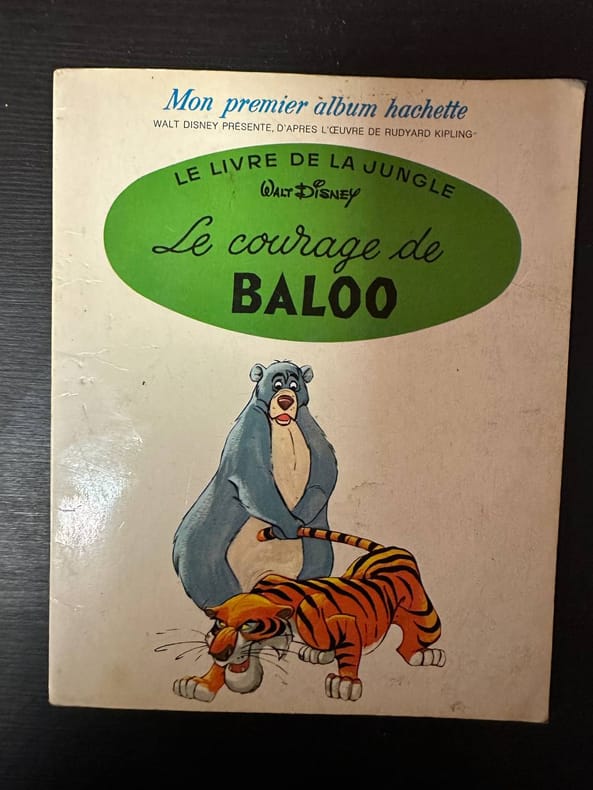 Mon premier album hachette
WALT DISNEY PRÉSENTE, D'APRES L'ŒUVRE DE RUDYARD KIPLING
LE LIVRE DE LA JUNGLE
WALT DISNEY
Le courage de
BALOO